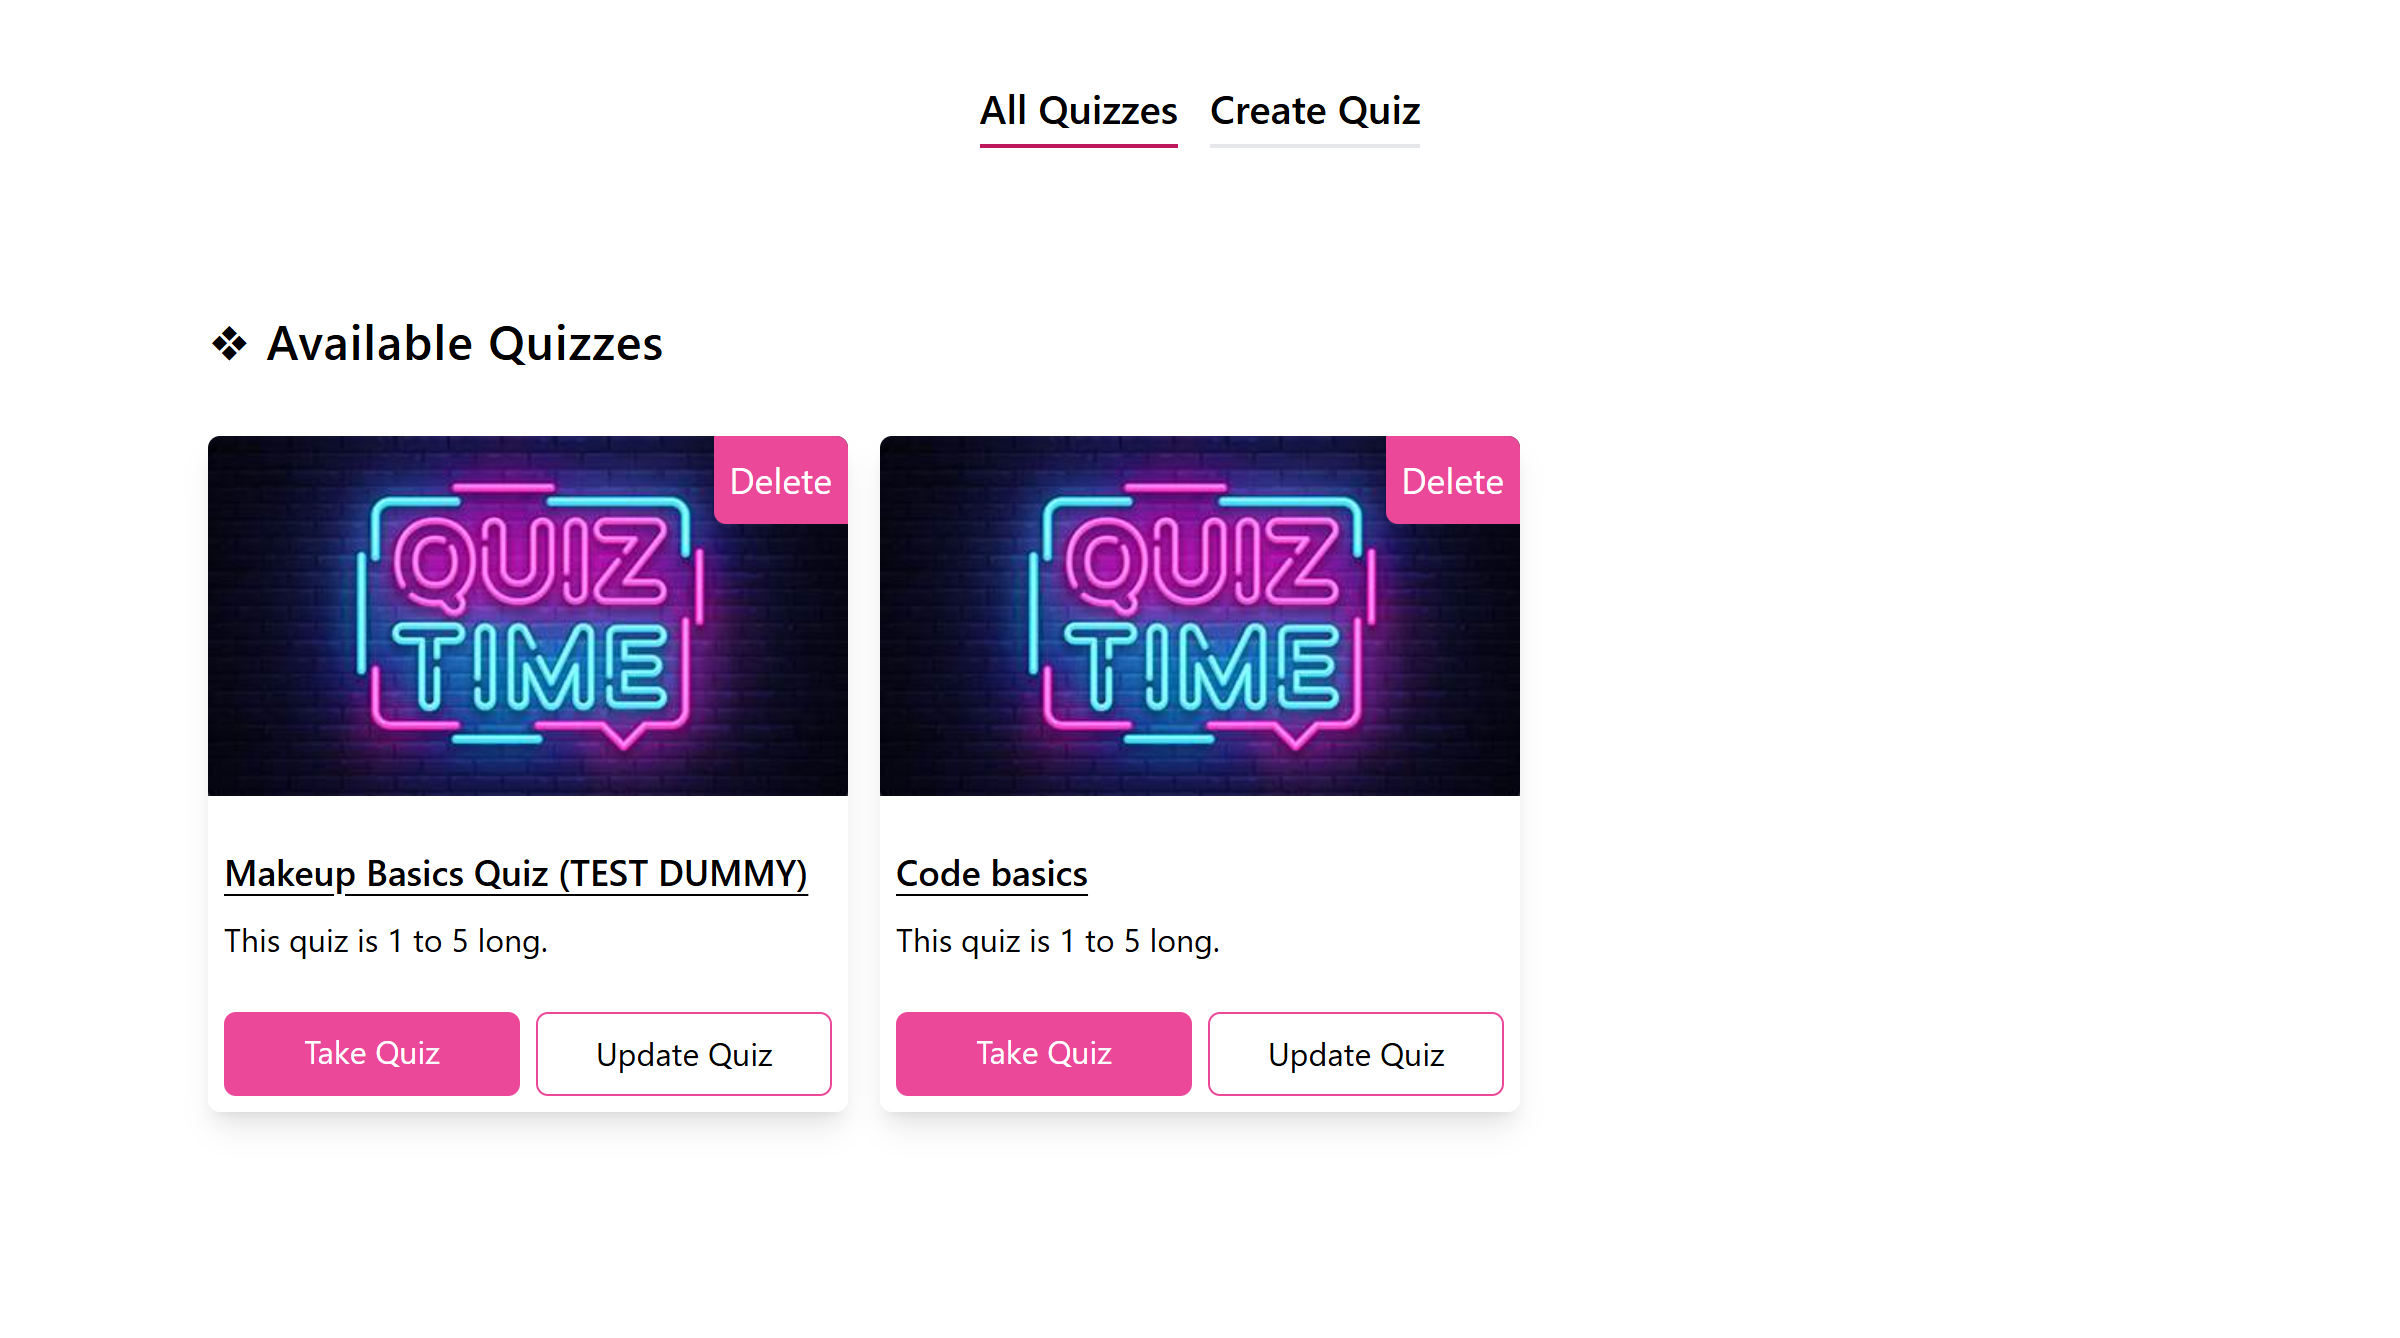 All Quizzes Create Quiz
❖ Available Quizzes
Delete
QUIZ
TIME
Makeup Basics Quiz (TEST DUMMY)
This quiz is 1 to 5 long.
Take Quiz Update Quiz
Delete
QUIZ
TIME
Code basics
This quiz is 1 to 5 long.
Take Quiz Update Quiz